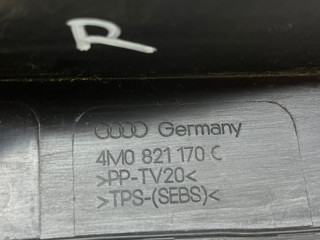 R
Germany
4M0 821 170 C
>PP-TV20<
>TPS-(SEBS)<